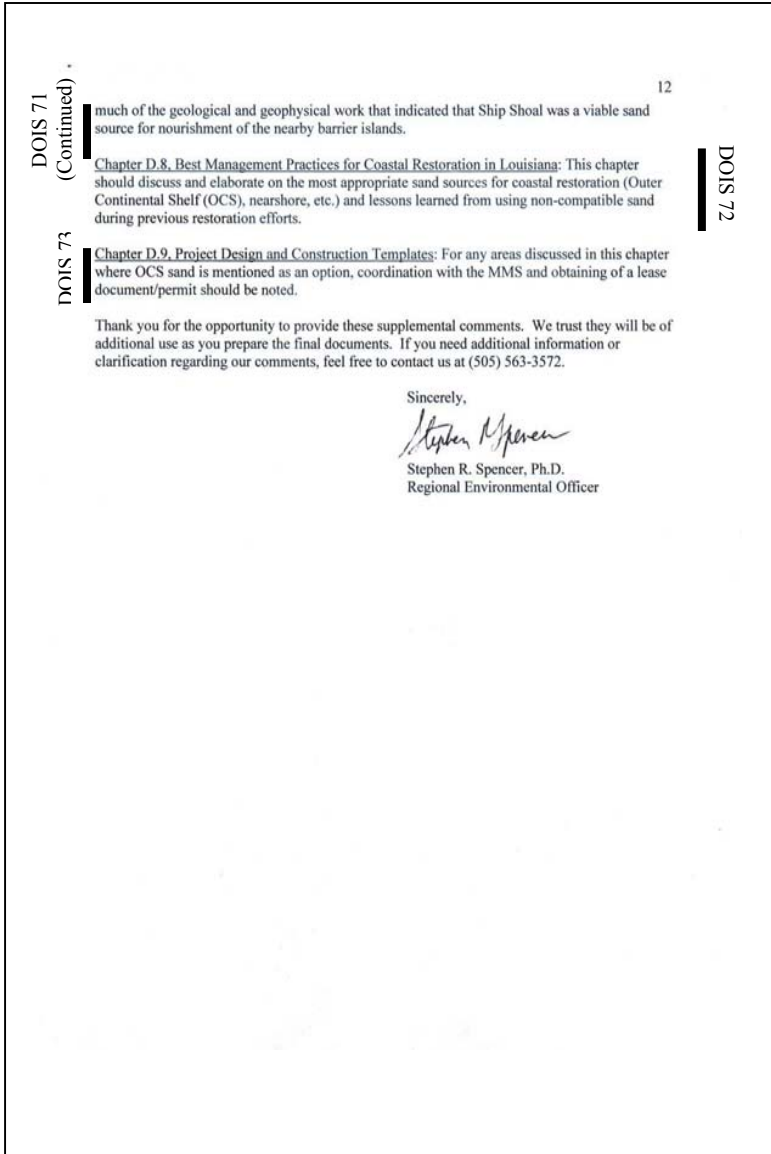 12
DOIS 71
(Continued)
much of the geological and geophysical work that indicated that Ship Shoal was a viable sand
source for nourishment of the nearby barrier islands.
DOIS 72
Chapter D.8, Best Management Practices for Coastal Restoration in Louisiana: This chapter
should discuss and elaborate on the most appropriate sand sources for coastal restoration (Outer
Continental Shelf (OCS), nearshore, etc.) and lessons learned from using non-compatible sand
during previous restoration efforts.
DOIS 73
Chapter D.9, Project Design and Construction Templates: For any areas discussed in this chapter
where OCS sand is mentioned as an option, coordination with the MMS and obtaining of a lease
document/permit should be noted.
Thank you for the opportunity to provide these supplemental comments. We trust they will be of
additional use as you prepare the final documents. If you need additional information or
clarification regarding our comments, feel free to contact us at (505) 563-3572.
Sincerely,
Stephen R. Spencer
Stephen R. Spencer, Ph.D.
Regional Environmental Officer